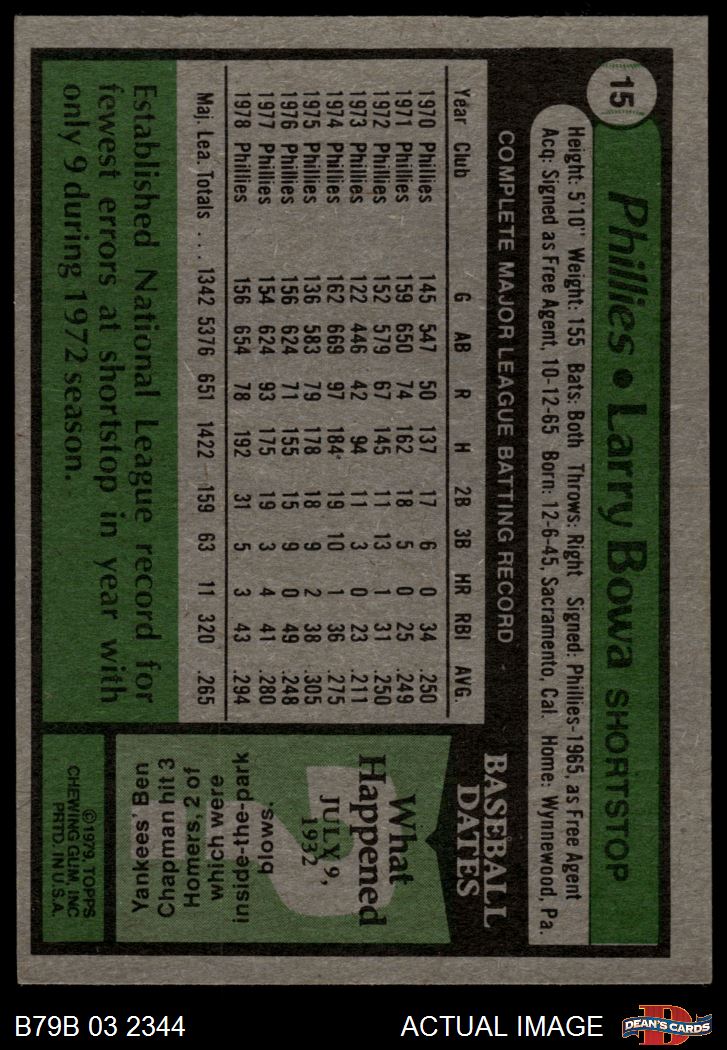 15
Phillies • Larry Bowa SHORTSTOP
Height: 5'10" Weight: 155 Bats: Both Throws: Right Signed: Phillies-1965, as Free Agent
Acq: Signed as Free Agent, 10-12-65 Born: 12-6-45, Sacramento, Cal. Home: Wynnewood, Pa.
COMPLETE MAJOR LEAGUE BATTING RECORD
Year Club G AB R H 2B 3B HR RBI AVG.
1970 Phillies 145 547 50 137 17 6 0 34 .250
1971 Phillies 159 650 74 162 18 5 0 25 .249
1972 Phillies 152 579 67 145 11 13 1 31 .250
1973 Phillies 122 446 42 94 11 3 0 23 .211
1974 Phillies 162 669 97 184 19 10 1 36 .275
1975 Phillies 136 583 79 178 18 9 2 38 .305
1976 Phillies 156 624 71 155 15 9 0 49 .248
1977 Phillies 154 624 93 175 19 3 4 41 .280
1978 Phillies 156 654 78 192 31 5 3 43 .294
Maj. Lea. Totals . . . 1342 5376 651 1422 159 63 11 320 .265
Established National League record for
fewest errors at shortstop in year with
only 9 during 1972 season.
BASEBALL
DATES
What
Happened
JULY 9,
1932
?
Yankees' Ben
Chapman hit 3
Homers, 2 of
which were
inside-the-park
blows.
©1979, TOPPS
CHEWING GUM, INC
PRTD. IN U.S.A.
B79B 03 2344 ACTUAL IMAGE
D
DEAN'S CARDS